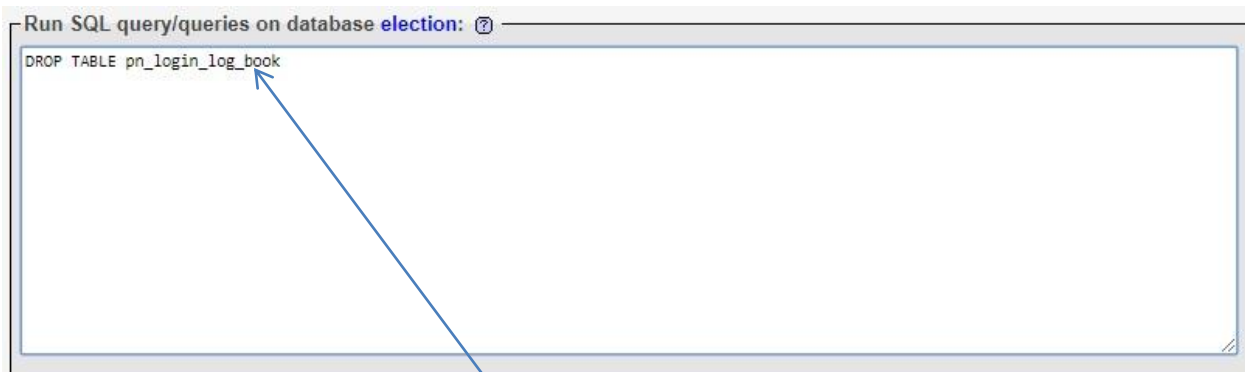 Run SQL query/queries on database election:
DROP TABLE pn_login_log_book